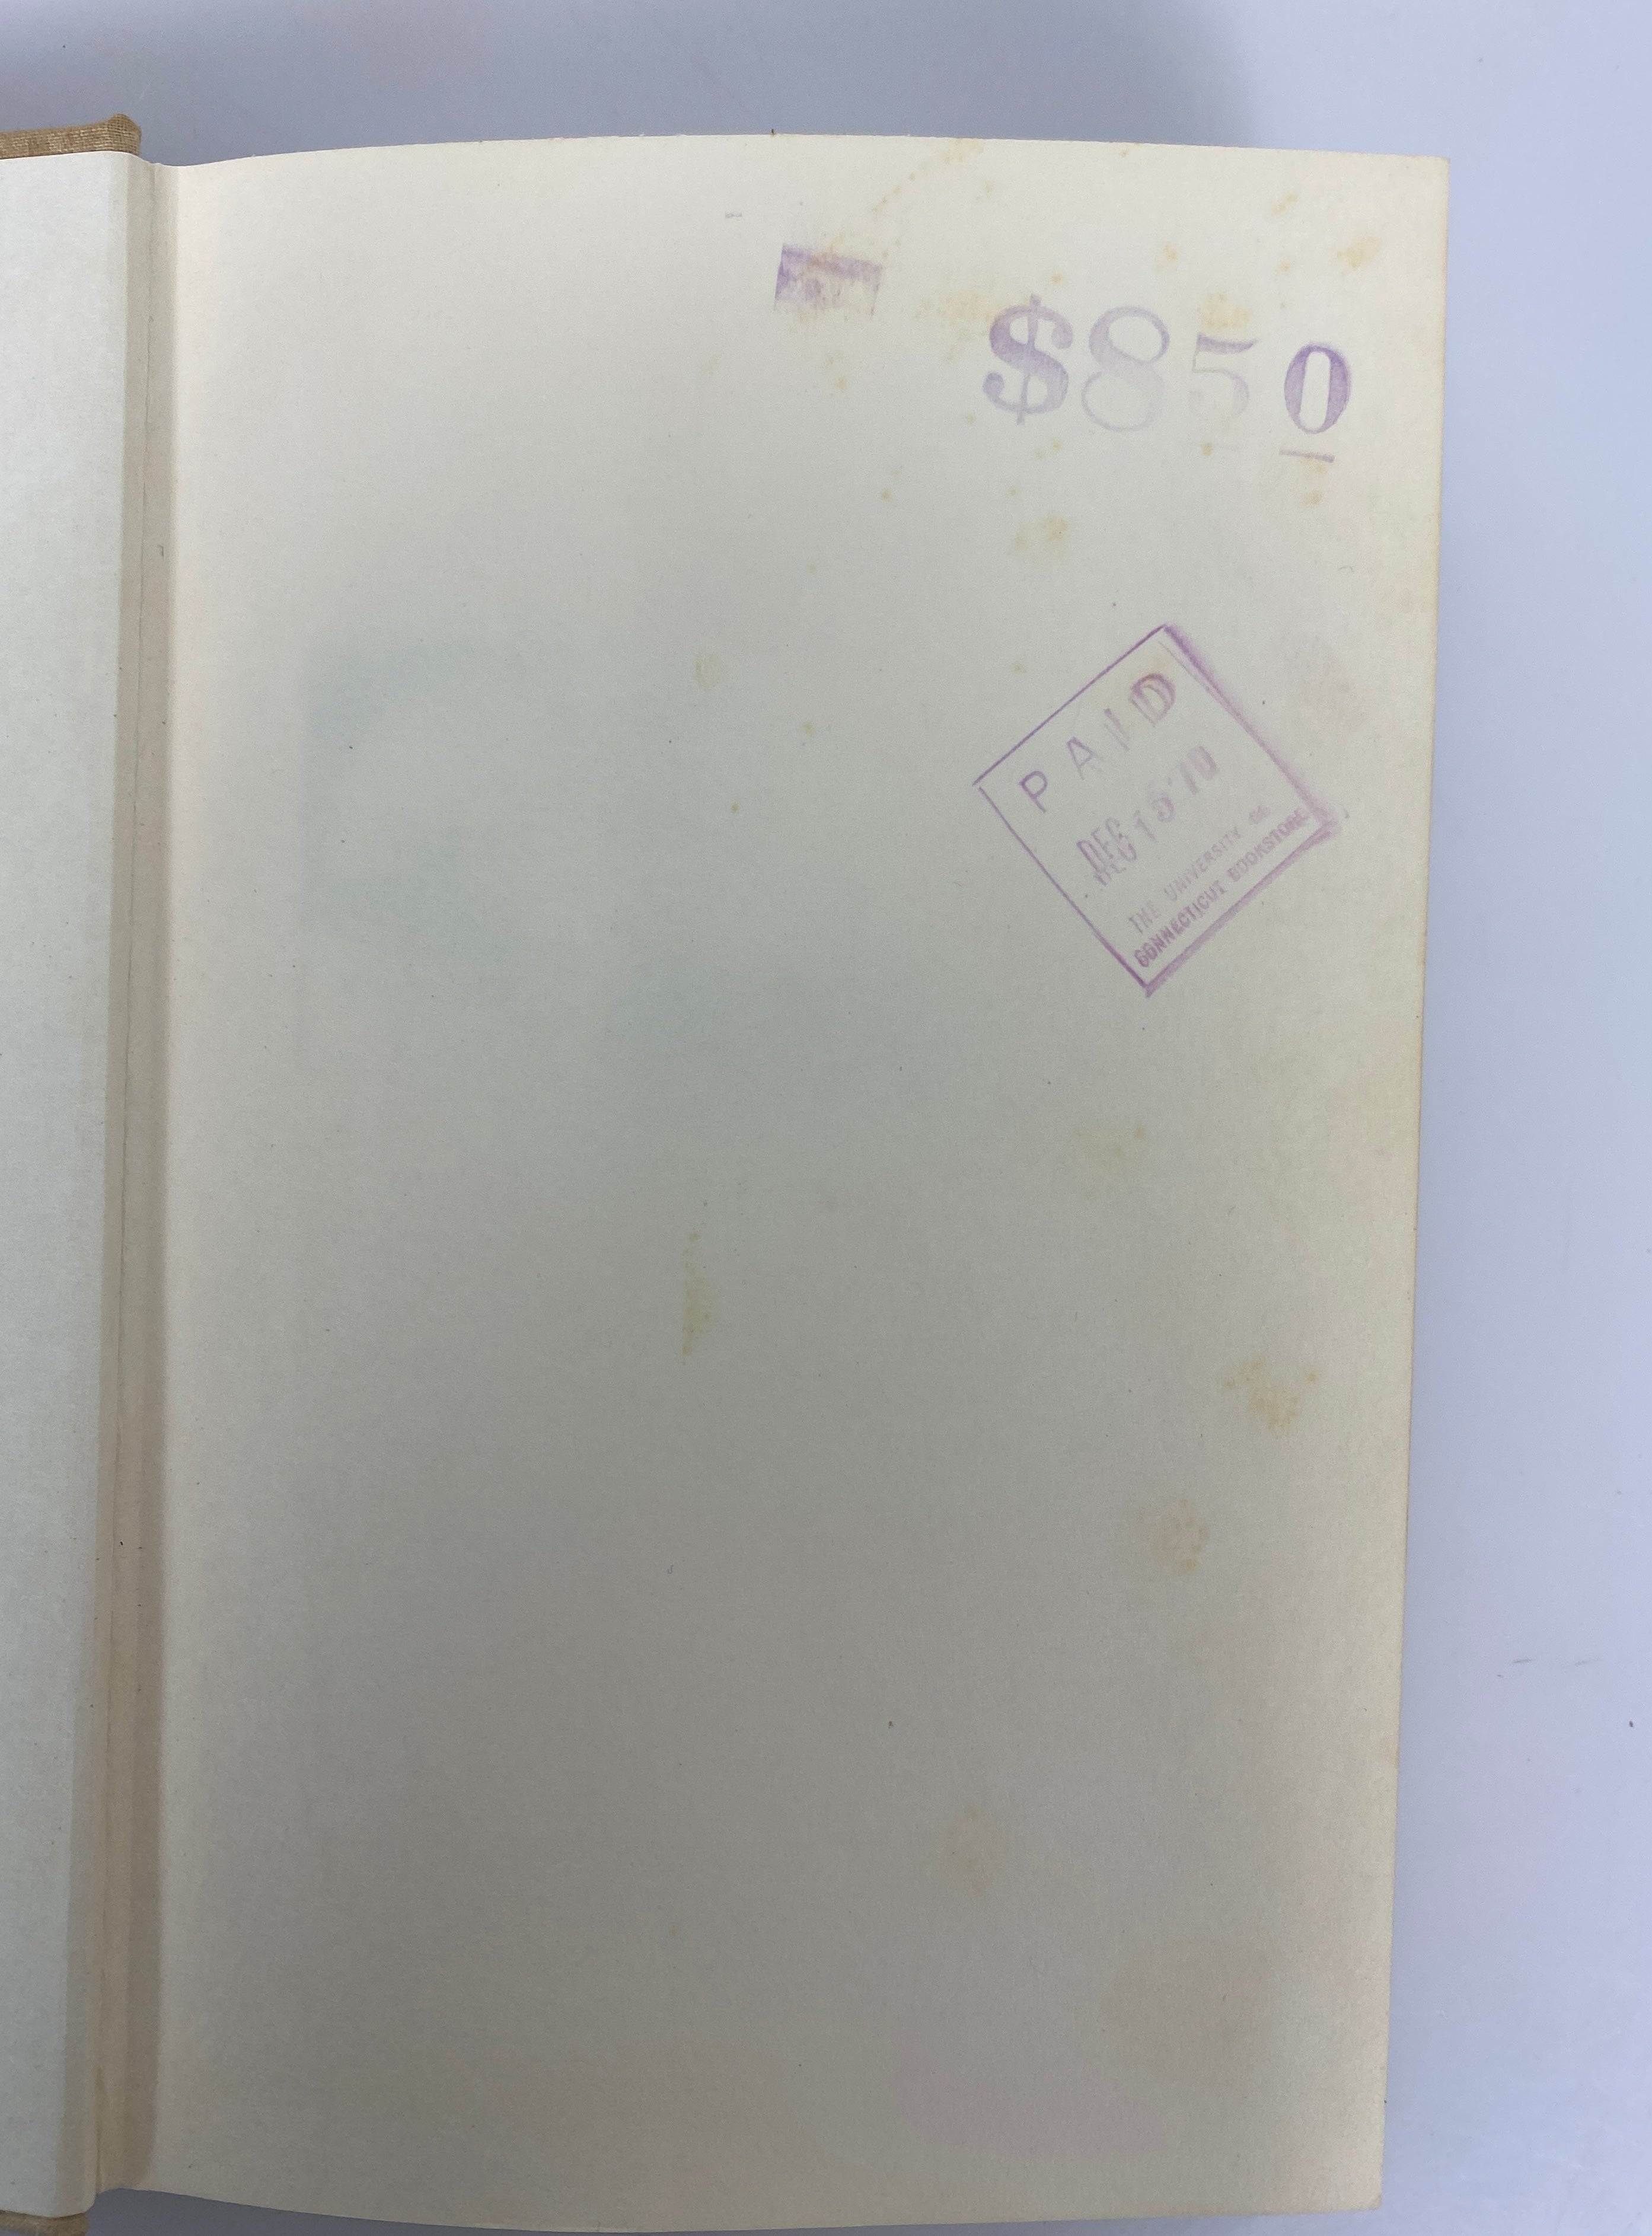 $850
PAID
DEC 15 '70
THE UNIVERSITY OF
CONNECTICUT BOOKSTORE